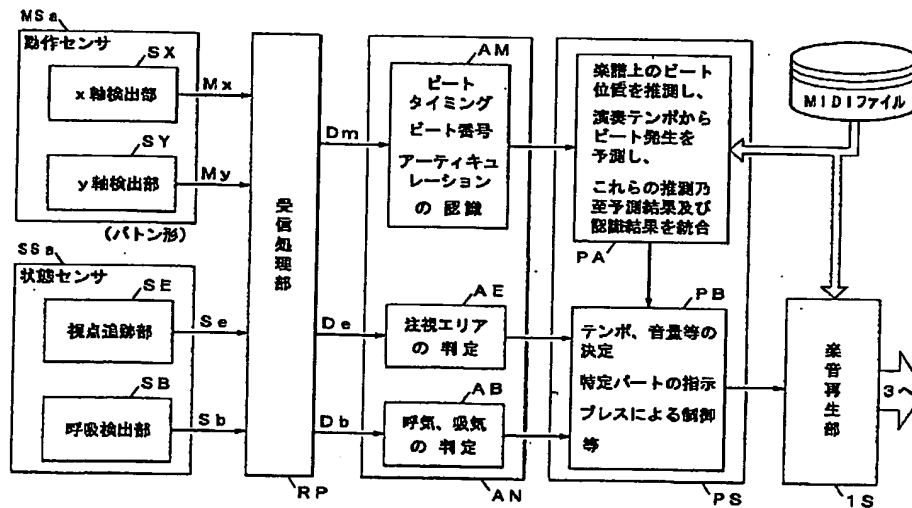 MSa
動作センサ
SX
x軸検出部
Mx
SY
y軸検出部
My
(バトン形)
SSa
状態センサ
SE
視点追跡部
Se
SB
呼吸検出部
Sb
受信処理部
RP
Dm
De
Db
AM
ビート
タイミング
ビート番号
アーティキュ
レーション
の認識
AE
注視エリア
の判定
AB
呼気、吸気
の判定
AN
楽譜上のビート
位置を推測し、
演奏テンポから
ビート発生を
予測し、
これらの推測乃
至予測結果及び
認識結果を統合
PA
PB
テンポ、音量等の
決定
特定パートの指示
ブレスによる制御
等
PS
MIDIファイル
楽音再生部
1S
3へ